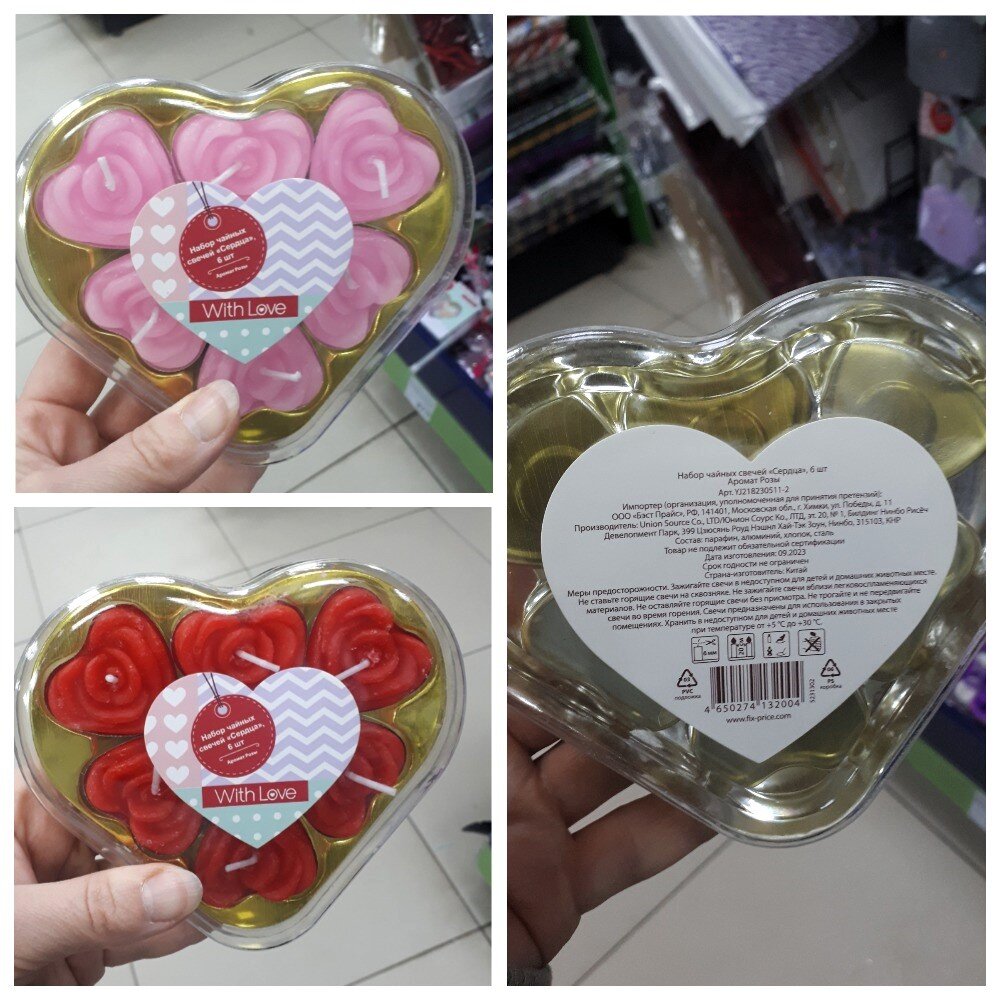 Набор чайных
свечей «Сердца»,
6 шт
Аромат Розы
With Love
Набор чайных
свечей «Сердца»,
6 шт
Аромат Розы
With Love
Набор чайных свечей «Сердца», 6 шт
Аромат Розы
Арт. YJ218230511-2
Импортер (организация, уполномоченная для принятия претензий):
ООО «Бэст Прайс», РФ, 141401, Московская обл., г. Химки, ул. Победы, д. 11
Производитель: Union Source Co., LTD/Юнион Соурс Ко., ЛТД, эт. 20, № 1, Билдинг Нинбо Рисёч
Девелопмент Парк, 399 Цзюсянь Роуд Нэшнл Хай-Тэк Зоун, Нинбо, 315103, КНР
Состав: парафин, алюминий, хлопок, сталь
Товар не подлежит обязательной сертификации
Дата изготовления: 09.2023
Срок годности не ограничен
Страна-изготовитель: Китай
Меры предосторожности. Зажигайте свечи в недоступном для детей и домашних животных месте.
Не ставьте горящие свечи на сквозняке. Не зажигайте свечи вблизи легковоспламеняющихся
материалов. Не оставляйте горящие свечи без присмотра. Не трогайте и не передвигайте
свечи во время горения. Свечи предназначены для использования в закрытых
помещениях. Хранить в недоступном для детей и домашних животных месте
при температуре от +5 °С до +30 °С.
6 мм
03
PVC
подложка
06
PS
коробка
4 650274 132004
5231302
www.fix-price.com